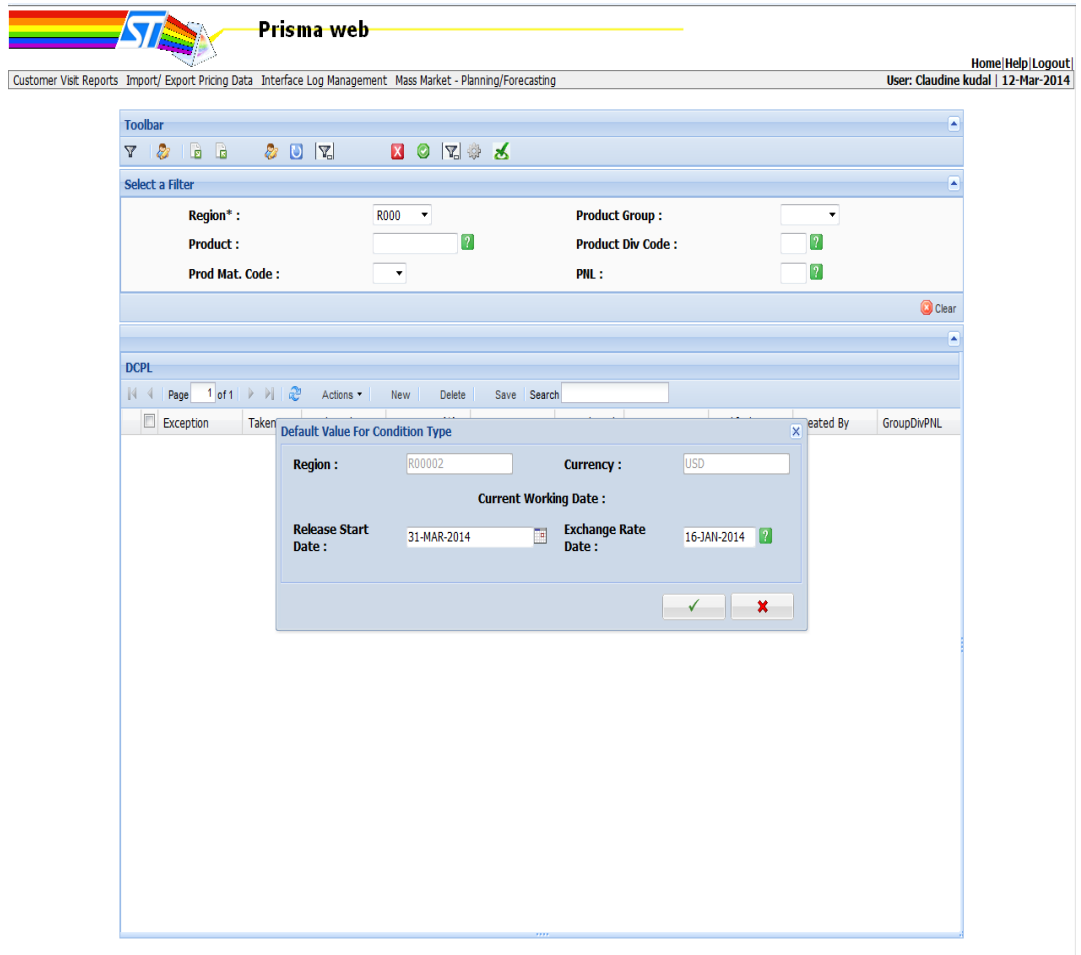 ST Prisma web
Home|Help|Logout|
Customer Visit Reports Import/ Export Pricing Data Interface Log Management Mass Market - Planning/Forecasting User: Claudine kudal | 12-Mar-2014
Toolbar
Select a Filter
Region* : R000 Product Group :
Product : ? Product Div Code : ?
Prod Mat. Code : PNL : ?
Clear
DCPL
Page 1 of 1 Actions New Delete Save Search
Exception Taken eated By GroupDivPNL
Default Value For Condition Type
Region : R00002 Currency : USD
Current Working Date :
Release Start Date : 31-MAR-2014 Exchange Rate Date : 16-JAN-2014 ?